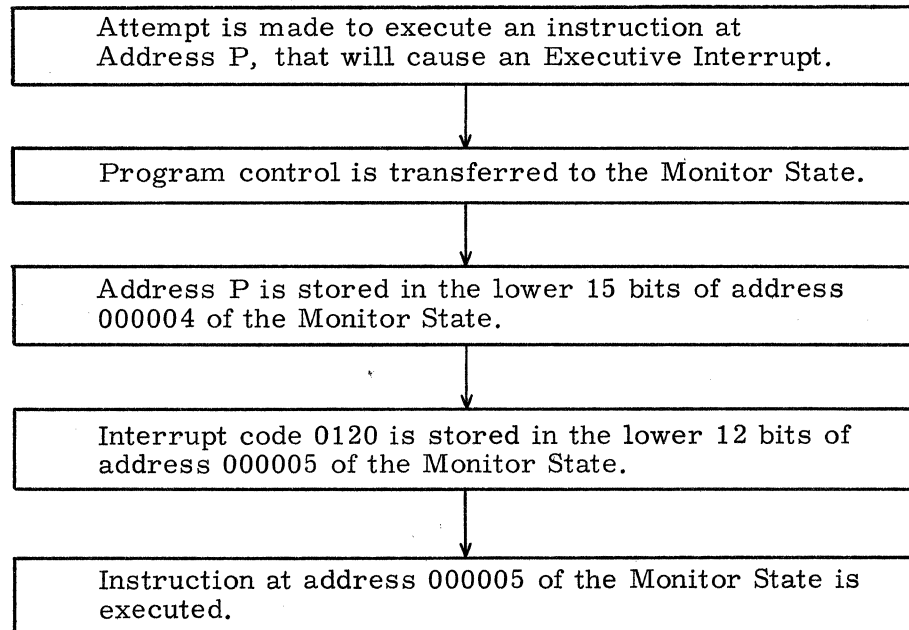 Attempt is made to execute an instruction at
Address P, that will cause an Executive Interrupt.
Program control is transferred to the Monitor State.
Address P is stored in the lower 15 bits of address
000004 of the Monitor State.
Interrupt code 0120 is stored in the lower 12 bits of
address 000005 of the Monitor State.
Instruction at address 000005 of the Monitor State is
executed.